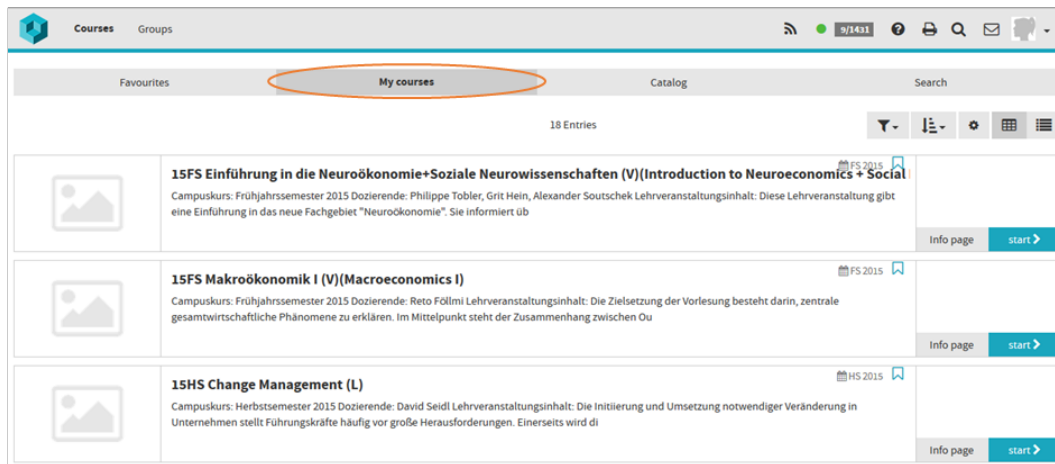 Courses Groups 9/1431
Favourites My courses Catalog Search
18 Entries
FS 2015
15FS Einführung in die Neuroökonomie+Soziale Neurowissenschaften (V)(Introduction to Neuroeconomics + Social
Campuskurs: Frühjahrssemester 2015 Dozierende: Philippe Tobler, Grit Hein, Alexander Soutschek Lehrveranstaltungsinhalt: Diese Lehrveranstaltung gibt
eine Einführung in das neue Fachgebiet "Neuroökonomie". Sie informiert üb
Info page start
FS 2015
15FS Makroökonomik I (V)(Macroeconomics I)
Campuskurs: Frühjahrssemester 2015 Dozierende: Reto Föllmi Lehrveranstaltungsinhalt: Die Zielsetzung der Vorlesung besteht darin, zentrale
gesamtwirtschaftliche Phänomene zu erklären. Im Mittelpunkt steht der Zusammenhang zwischen Ou
Info page start
HS 2015
15HS Change Management (L)
Campuskurs: Herbstsemester 2015 Dozierende: David Seidl Lehrveranstaltungsinhalt: Die Initiierung und Umsetzung notwendiger Veränderung in
Unternehmen stellt Führungskräfte häufig vor große Herausforderungen. Einerseits wird di
Info page start